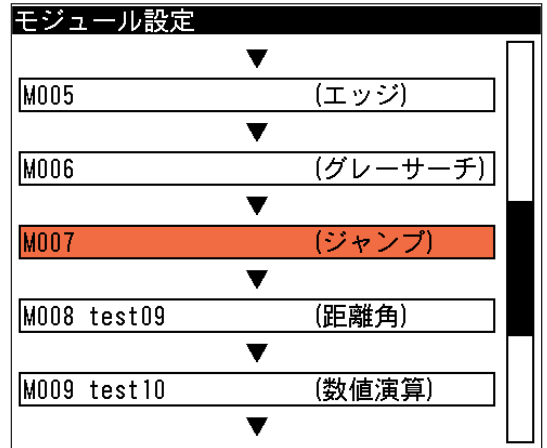 モジュール設定
▼
M005 (エッジ)
▼
M006 (グレーサーチ)
▼
M007 (ジャンプ)
▼
M008 test09 (距離角)
▼
M009 test10 (数値演算)
▼